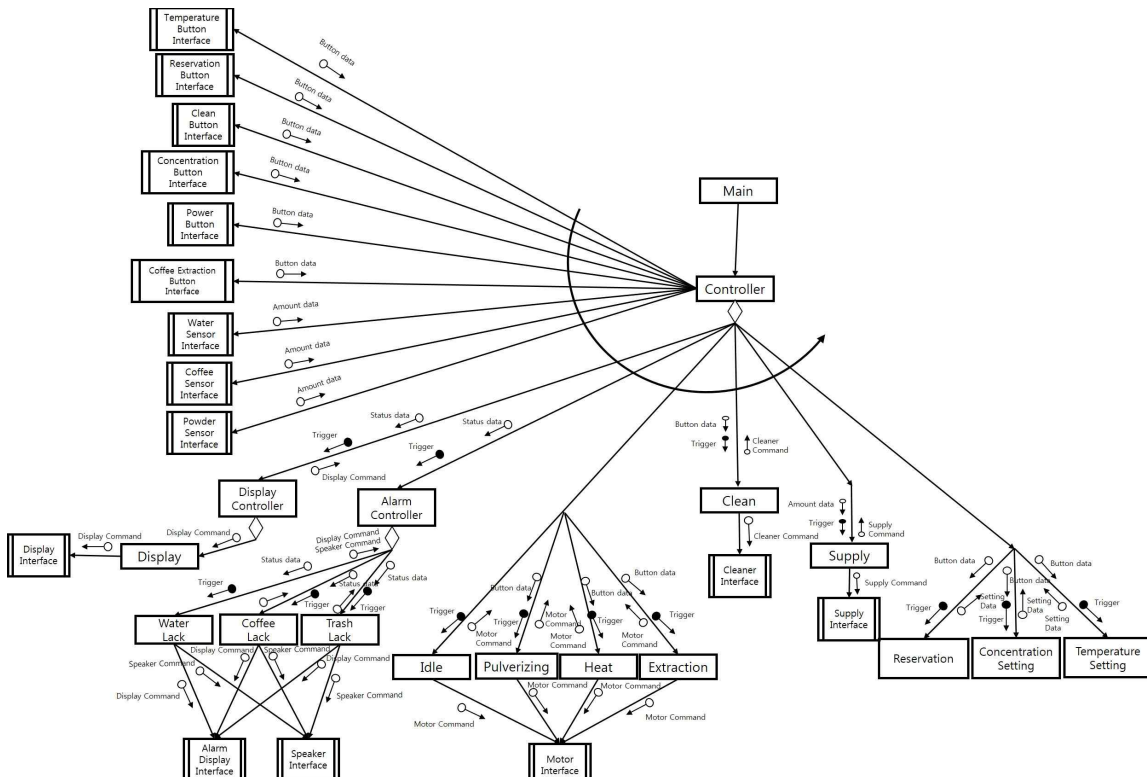 Temperature
Button
Interface
Button data
Reservation
Button
Interface
Button data
Clean
Button
Interface
Button data
Concentration
Button
Interface
Button data
Main
Power
Button
Interface
Button data
Coffee Extraction
Button
Interface
Button data
Controller
Water
Sensor
Interface
Amount data
Coffee
Sensor
Interface
Amount data
Powder
Sensor
Interface
Amount data
Status data
Trigger
Display Command
Status data
Trigger
Button data
Trigger
Cleaner
Command
Display
Controller
Alarm
Controller
Clean
Amount data
Trigger
Supply
Command
Display Command
Display Command
Display
Interface
Display
Display Command
Speaker Command
Cleaner Command
Cleaner
Interface
Supply
Supply Command
Supply
Interface
Status data
Status data
Status data
Trigger
Trigger
Trigger
Water
Lack
Coffee
Lack
Trash
Lack
Button data
Button data
Button data
Button data
Trigger
Trigger
Trigger
Trigger
Motor
Command
Motor
Command
Motor
Command
Motor
Command
Button data
Button data
Button data
Trigger
Setting
Data
Trigger
Setting
Data
Setting
Data
Trigger
Idle
Pulverizing
Heat
Extraction
Reservation
Concentration
Setting
Temperature
Setting
Speaker Command
Display Command
Speaker Command
Display Command
Display Command
Speaker Command
Motor Command
Motor Command
Motor Command
Motor Command
Alarm
Display
Interface
Speaker
Interface
Motor
Interface